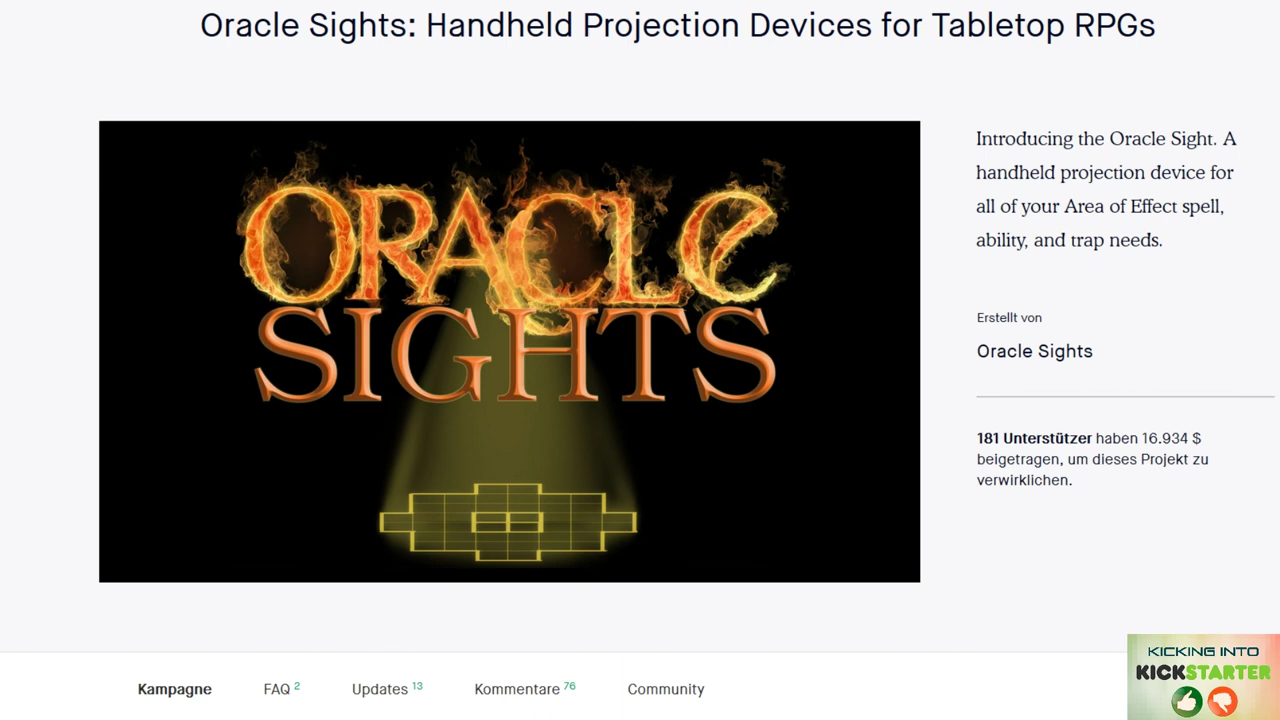 Oracle Sights: Handheld Projection Devices for Tabletop RPGs
ORACLE
SIGHTS
Introducing the Oracle Sight. A
handheld projection device for
all of your Area of Effect spell,
ability, and trap needs.
Erstellt von
Oracle Sights
181 Unterstützer haben 16.934 $
beigetragen, um dieses Projekt zu
verwirklichen.
Kampagne FAQ 2 Updates 13 Kommentare 76 Community
KICKING INTO
KICKSTARTER